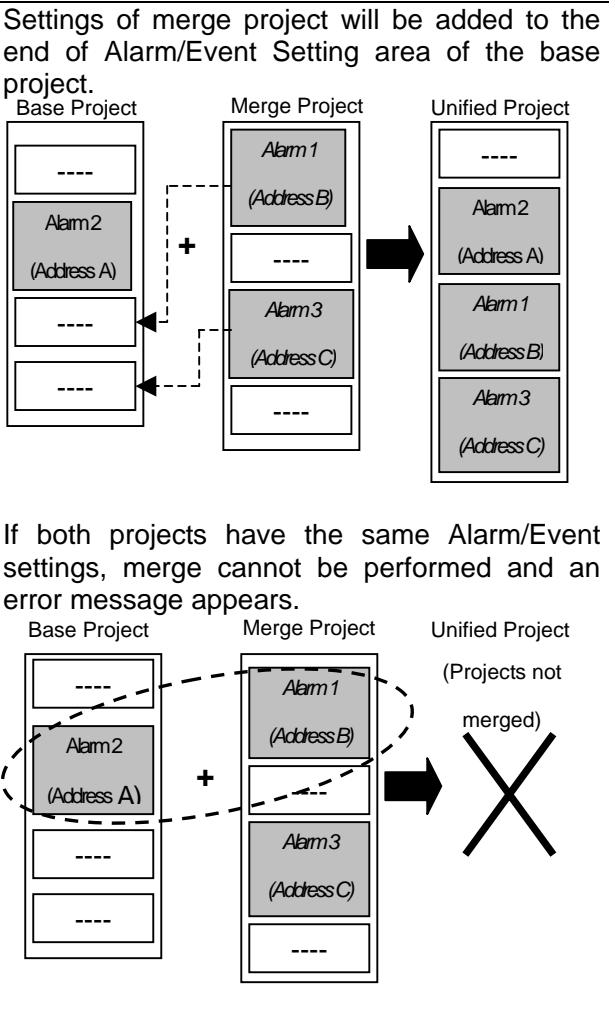 Settings of merge project will be added to the
end of Alarm/Event Setting area of the base
project.
Base Project
Merge Project
Unified Project
----
Alarm 2
(Address A)
----
----
+
Alarm 1
(Address B)
----
Alarm 3
(Address C)
----
----
Alarm 2
(Address A)
Alarm 1
(Address B)
Alarm 3
(Address C)
If both projects have the same Alarm/Event
settings, merge cannot be performed and an
error message appears.
Base Project
Merge Project
Unified Project
(Projects not
merged)
----
Alarm 2
(Address A)
----
----
+
Alarm 1
(Address B)
----
Alarm 3
(Address C)
----